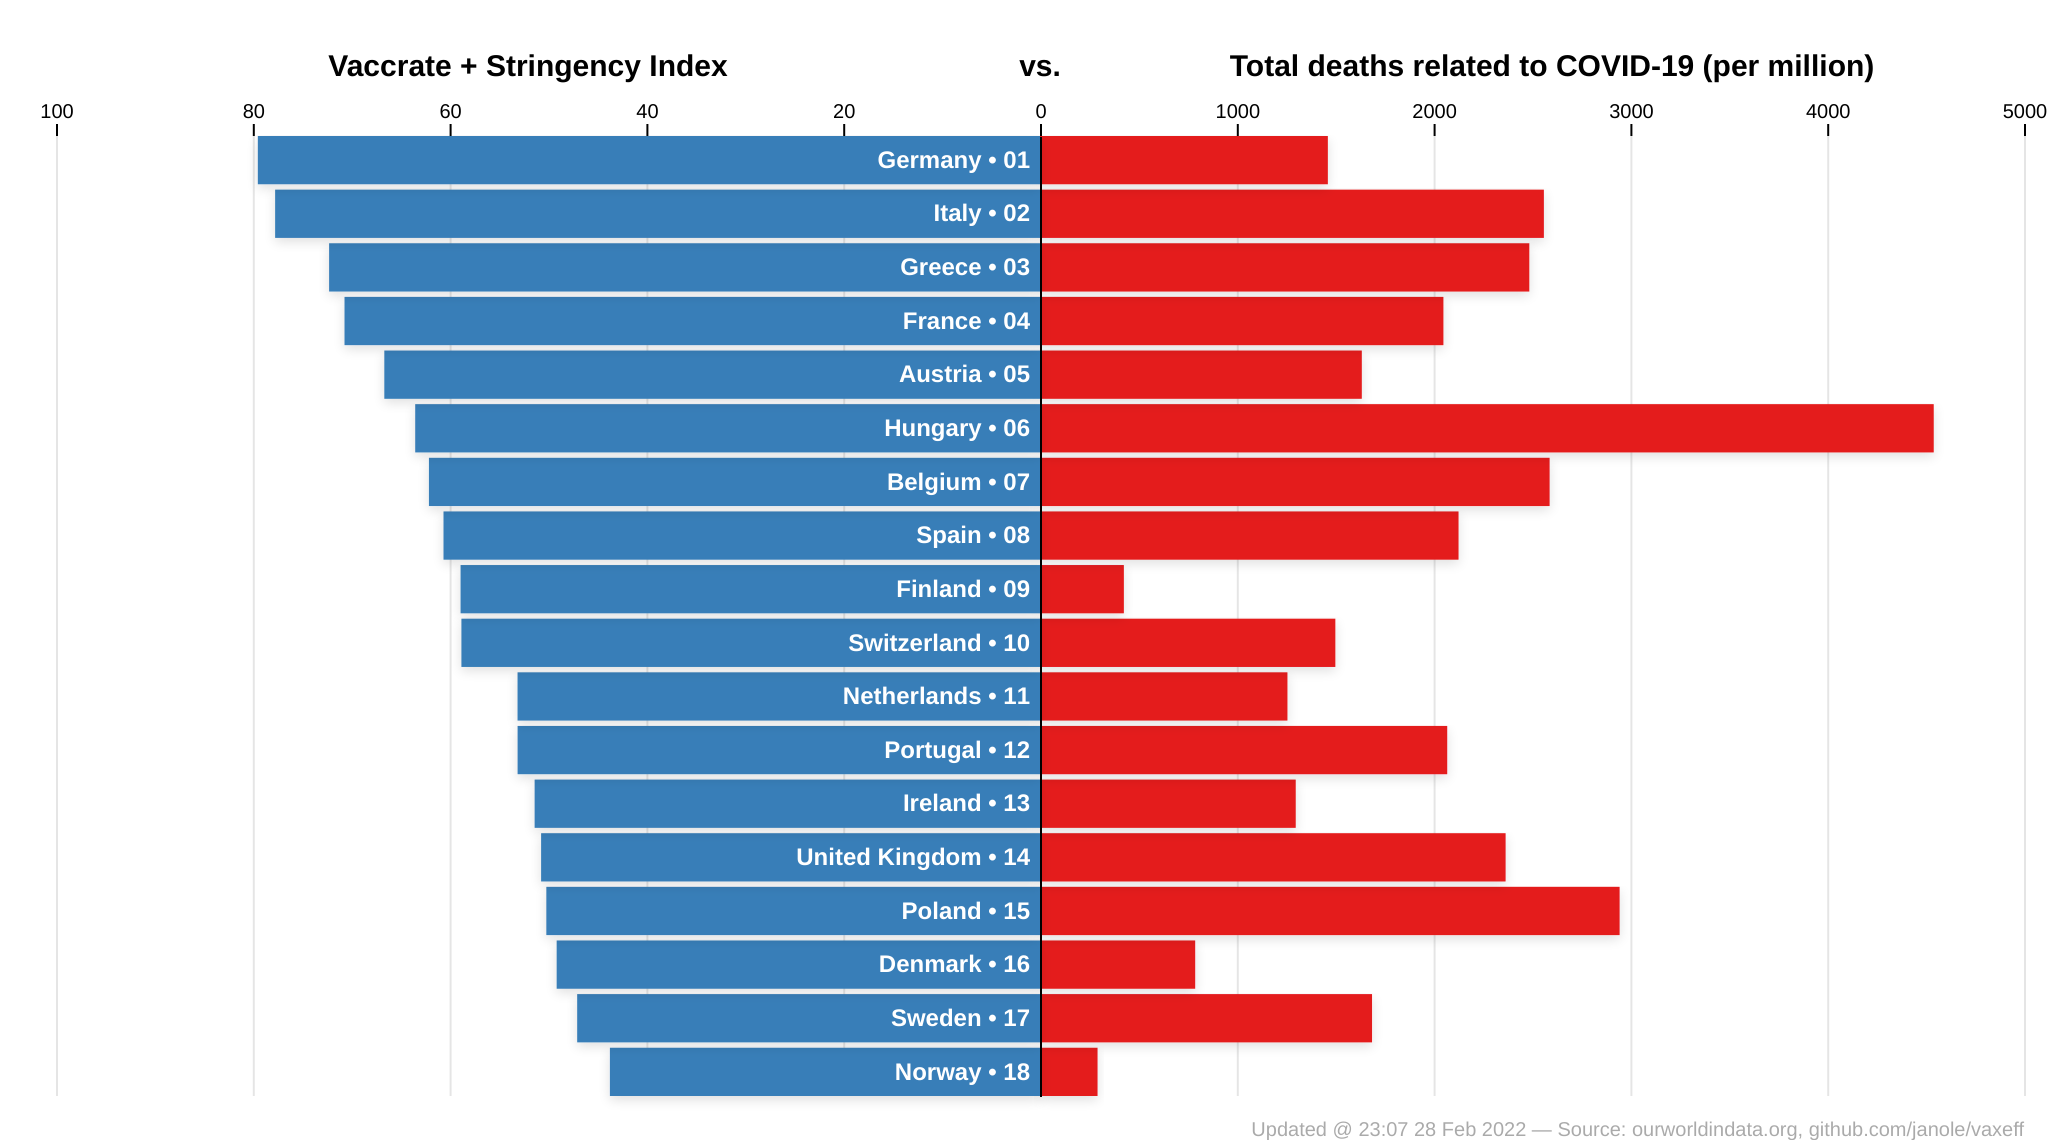 Vaccrate + Stringency Index vs. Total deaths related to COVID-19 (per million)
100 80 60 40 20 0 1000 2000 3000 4000 5000
Germany • 01
Italy • 02
Greece • 03
France • 04
Austria • 05
Hungary • 06
Belgium • 07
Spain • 08
Finland • 09
Switzerland • 10
Netherlands • 11
Portugal • 12
Ireland • 13
United Kingdom • 14
Poland • 15
Denmark • 16
Sweden • 17
Norway • 18
Updated @ 23:07 28 Feb 2022 — Source: ourworldindata.org, github.com/janole/vaxeff